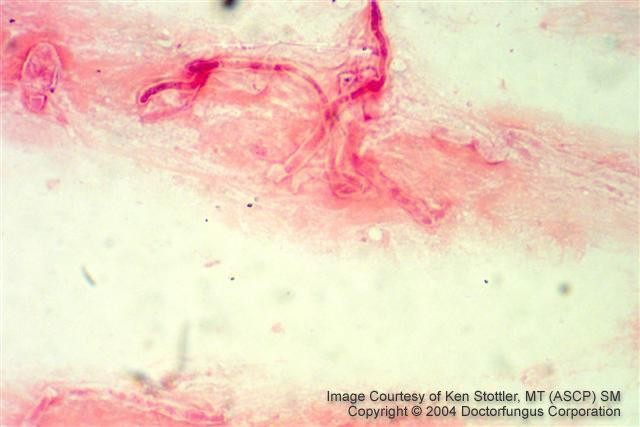 Image Courtesy of Ken Stottler, MT (ASCP) SM
Copyright © 2004 Doctorfungus Corporation